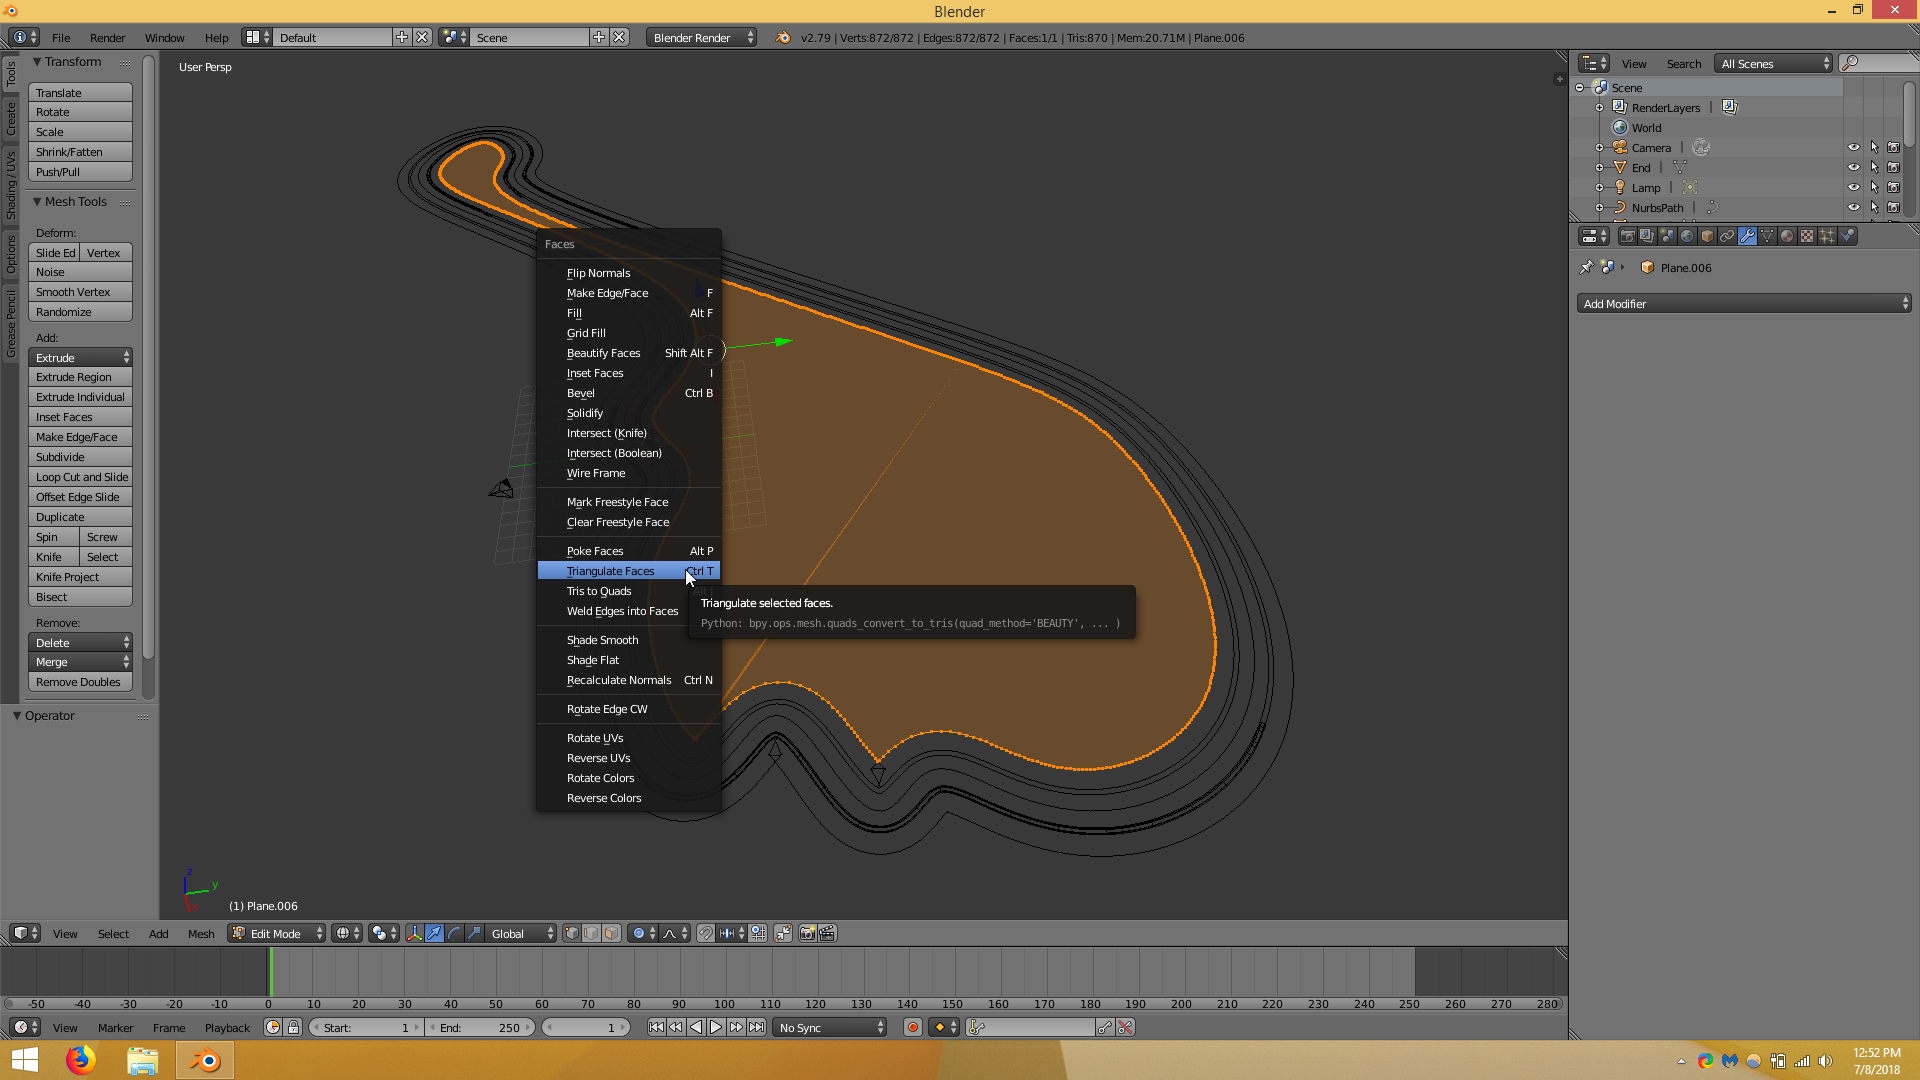 Blender
File Render Window Help Default Scene Blender Render v2.79 | Verts:872/872 | Edges:872/872 | Faces:1/1 | Tris:870 | Mem:20.71M | Plane.006
Tools
Create
Shading / UVs
Options
Grease Pencil
Transform
Translate
Rotate
Scale
Shrink/Fatten
Push/Pull
Mesh Tools
Deform:
Slide Ed Vertex
Noise
Smooth Vertex
Randomize
Add:
Extrude
Extrude Region
Extrude Individual
Inset Faces
Make Edge/Face
Subdivide
Loop Cut and Slide
Offset Edge Slide
Duplicate
Spin Screw
Knife Select
Knife Project
Bisect
Remove:
Delete
Merge
Remove Doubles
Operator
User Persp
Faces
Flip Normals
Make Edge/Face F
Fill Alt F
Grid Fill
Beautify Faces Shift Alt F
Inset Faces I
Bevel Ctrl B
Solidify
Intersect (Knife)
Intersect (Boolean)
Wire Frame
Mark Freestyle Face
Clear Freestyle Face
Poke Faces Alt P
Triangulate Faces Ctrl T
Tris to Quads
Weld Edges into Faces
Shade Smooth
Shade Flat
Recalculate Normals Ctrl N
Rotate Edge CW
Rotate UVs
Reverse UVs
Rotate Colors
Reverse Colors
Triangulate selected faces.
Python: bpy.ops.mesh.quads_convert_to_tris(quad_method='BEAUTY', ... )
z
y
(1) Plane.006
View Search All Scenes
Scene
RenderLayers
World
Camera
End
Lamp
NurbsPath
Plane.006
Add Modifier
View Select Add Mesh Edit Mode Global
-50 -40 -30 -20 -10 0 10 20 30 40 50 60 70 80 90 100 110 120 130 140 150 160 170 180 190 200 210 220 230 240 250 260 270 280
View Marker Frame Playback Start: 1 End: 250 1 No Sync
12:52 PM
7/8/2018